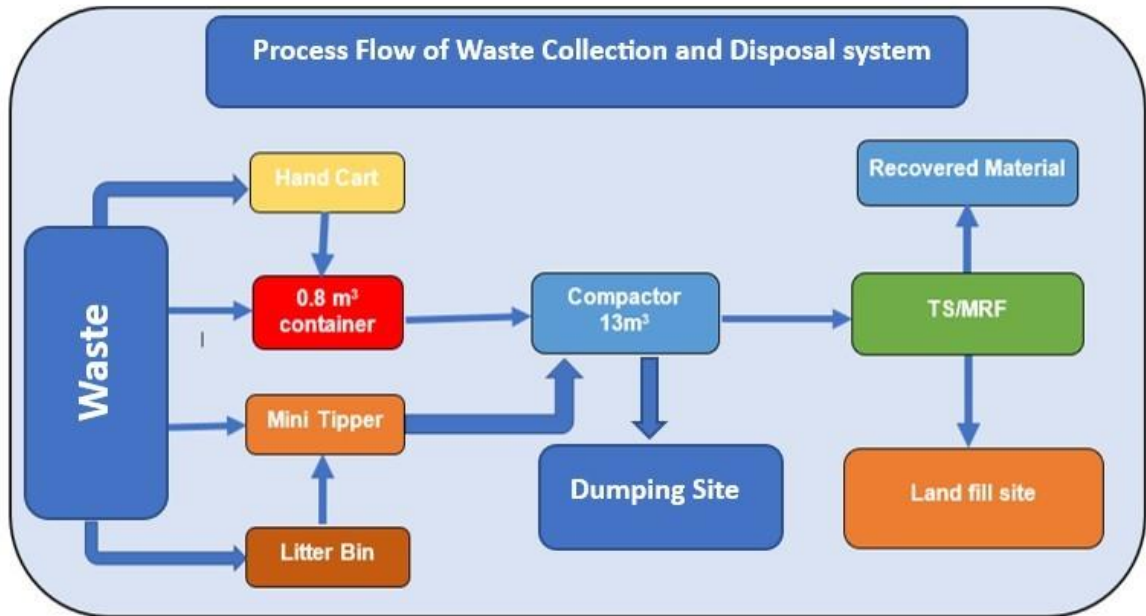 Process Flow of Waste Collection and Disposal system
Hand Cart
Recovered Material
Waste
0.8 m³
container
Compactor
13m³
TS/MRF
Mini Tipper
Dumping Site
Land fill site
Litter Bin